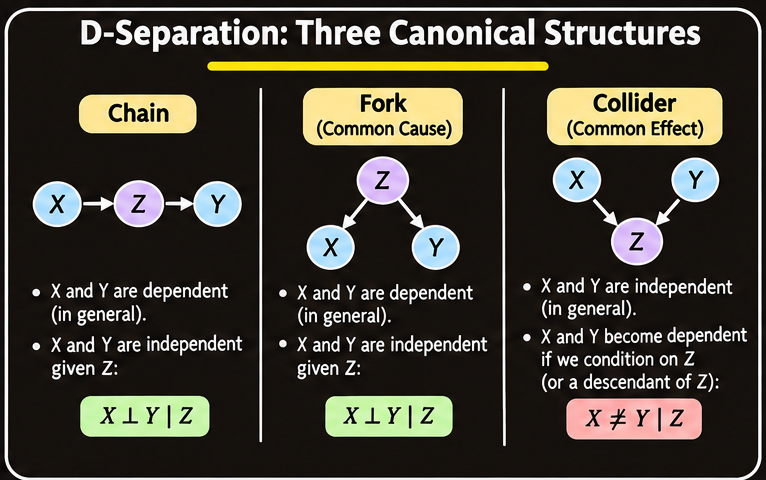 D-Separation: Three Canonical Structures
Chain
X
Z
Y
X and Y are dependent
(in general).
X and Y are independent
given Z:
X ⊥ Y | Z
Fork
(Common Cause)
Z
X
Y
X and Y are dependent
(in general).
X and Y are independent
given Z:
X ⊥ Y | Z
Collider
(Common Effect)
X
Y
Z
X and Y are independent
(in general).
X and Y become dependent
if we condition on Z
(or a descendant of Z):
X ≠ Y | Z